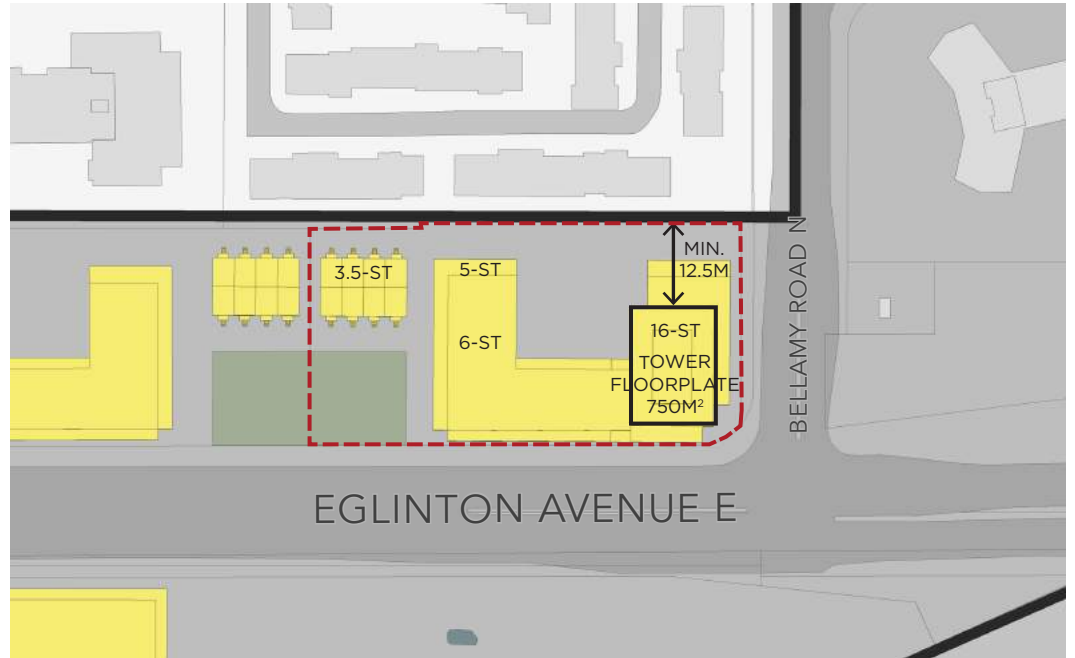 3.5-ST
5-ST
6-ST
MIN.
12.5M
16-ST
TOWER
FLOORPLATE
750M²
BELLAMY ROAD N
EGLINTON AVENUE E